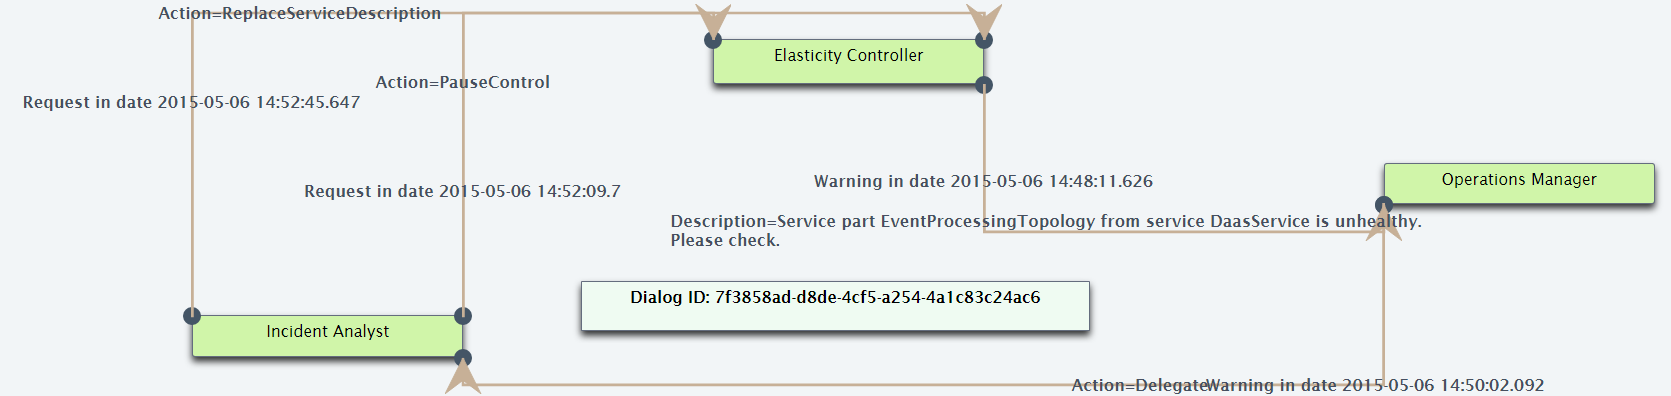 Action=ReplaceServiceDescription
Elasticity Controller
Action=PauseControl
Request in date 2015-05-06 14:52:45.647
Warning in date 2015-05-06 14:48:11.626
Operations Manager
Request in date 2015-05-06 14:52:09.7
Description=Service part EventProcessingTopology from service DaasService is unhealthy.
Please check.
Dialog ID: 7f3858ad-d8de-4cf5-a254-4a1c83c24ac6
Incident Analyst
Action=DelegateWarning in date 2015-05-06 14:50:02.092